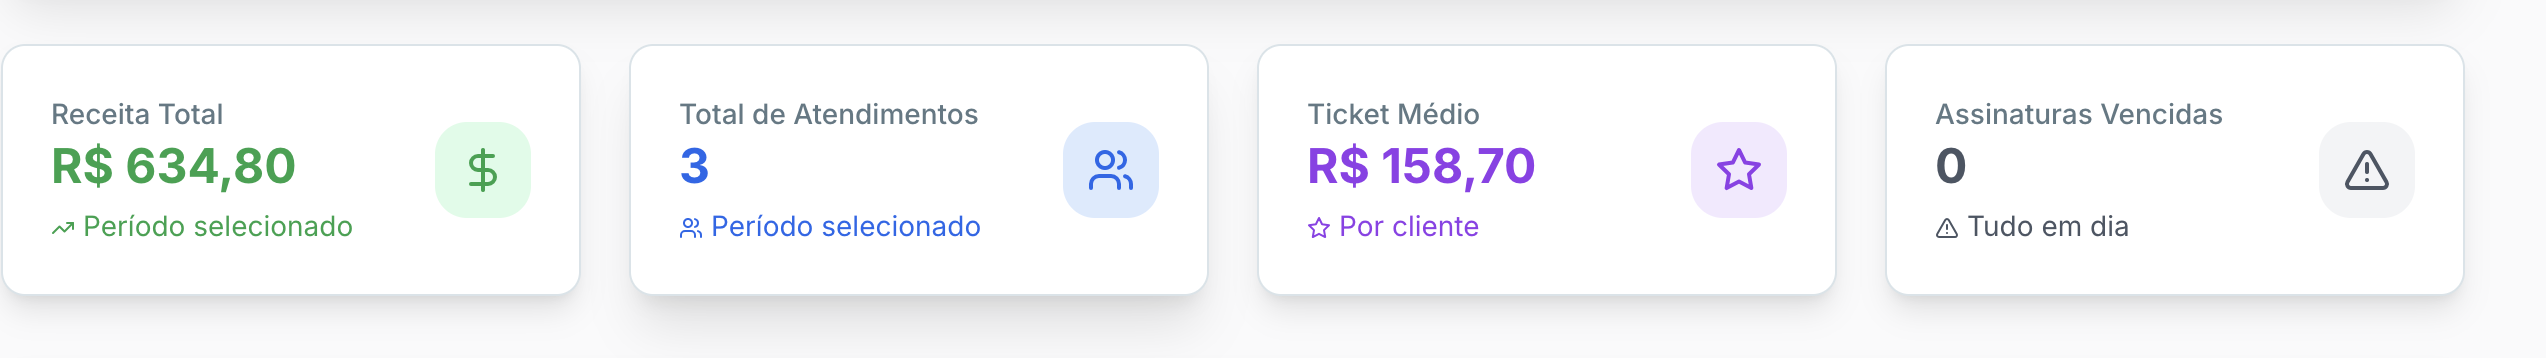 Receita Total
R$ 634,80
Período selecionado
Total de Atendimentos
3
Período selecionado
Ticket Médio
R$ 158,70
Por cliente
Assinaturas Vencidas
0
Tudo em dia